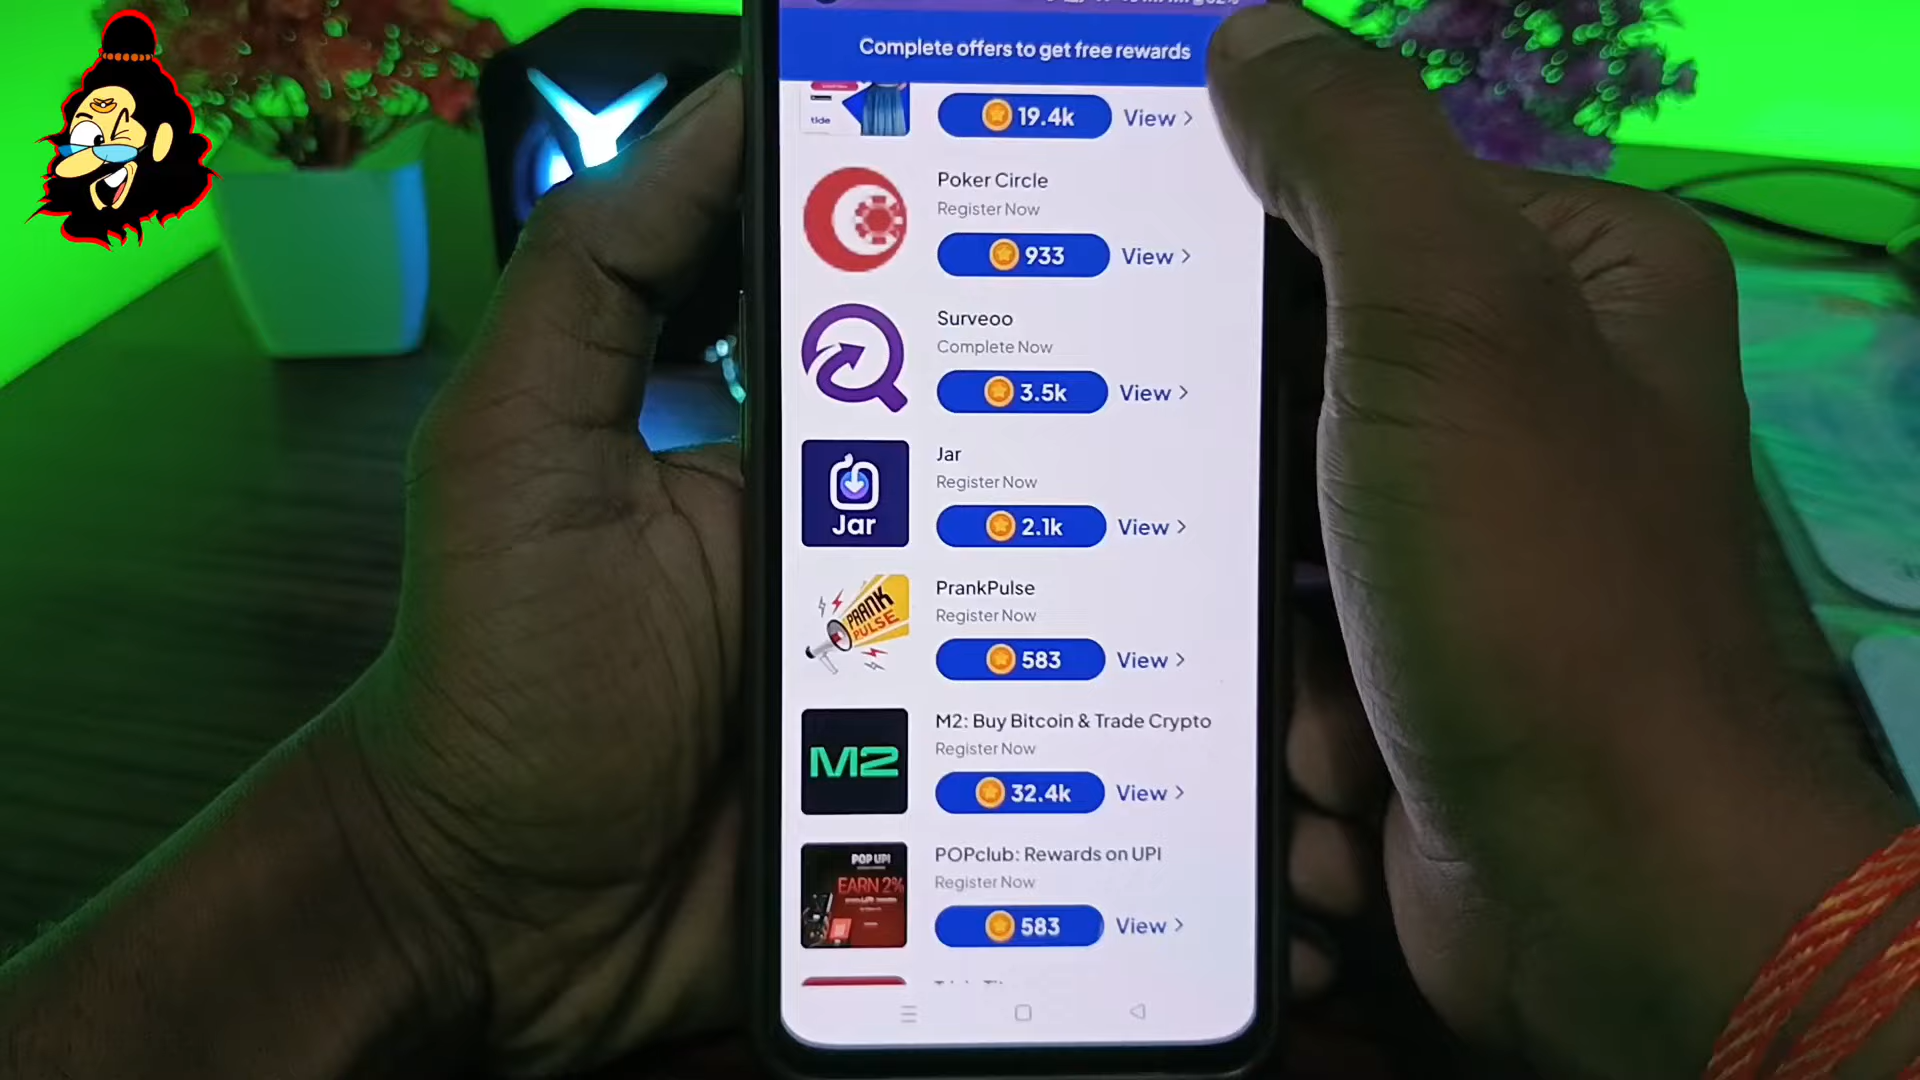 Complete offers to get free rewards
tide
19.4k View >
Poker Circle
Register Now
933 View >
Surveoo
Complete Now
3.5k View >
Jar
Jar
Register Now
2.1k View >
PRANK
PULSE
PrankPulse
Register Now
583 View >
M2
M2: Buy Bitcoin & Trade Crypto
Register Now
32.4k View >
POP UPI
EARN 2%
POPclub: Rewards on UPI
Register Now
583 View >